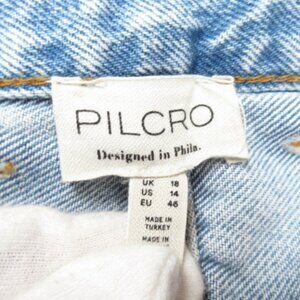 PILCRO
Designed in Phila.
UK 18
US 14
EU 46
MADE IN
TURKEY
MADE IN